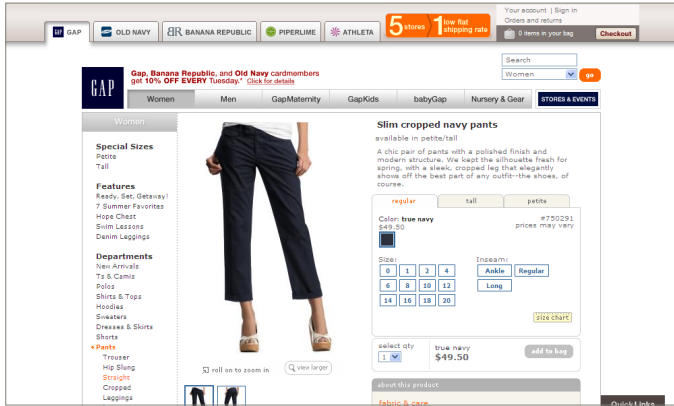 Your account | Sign in
Orders and returns
0 items in your bag
Checkout
GAP GAP
OLD NAVY
BR BANANA REPUBLIC
PIPERLIME
ATHLETA
5 stores 1 low flat shipping rate
Search
Women
go
GAP
Gap, Banana Republic, and Old Navy cardmembers
get 10% OFF EVERY Tuesday.* Click for details
Women Men GapMaternity GapKids babyGap Nursery & Gear STORES & EVENTS
Women
Special Sizes
Petite
Tall
Features
Ready, Set, Getaway!
7 Summer Favorites
Hope Chest
Swim Lessons
Denim Leggings
Departments
New Arrivals
Ts & Camis
Polos
Shirts & Tops
Hoodies
Sweaters
Dresses & Skirts
Shorts
Pants
Trouser
Hip Slung
Straight
Cropped
Leggings
roll on to zoom in
view larger
Slim cropped navy pants
available in petite/tall
A chic pair of pants with a polished finish and
modern structure. We kept the silhouette fresh for
spring, with a sleek, cropped leg that elegantly
shows off the best part of any outfit--the shoes, of
course.
regular tall petite
Color: true navy
$49.50
#750291
prices may vary
Size:
0 1 2 4
6 8 10 12
14 16 18 20
Inseam:
Ankle Regular
Long
size chart
select qty
1
true navy
$49.50
add to bag
about this product
fabric & care
Quick Links